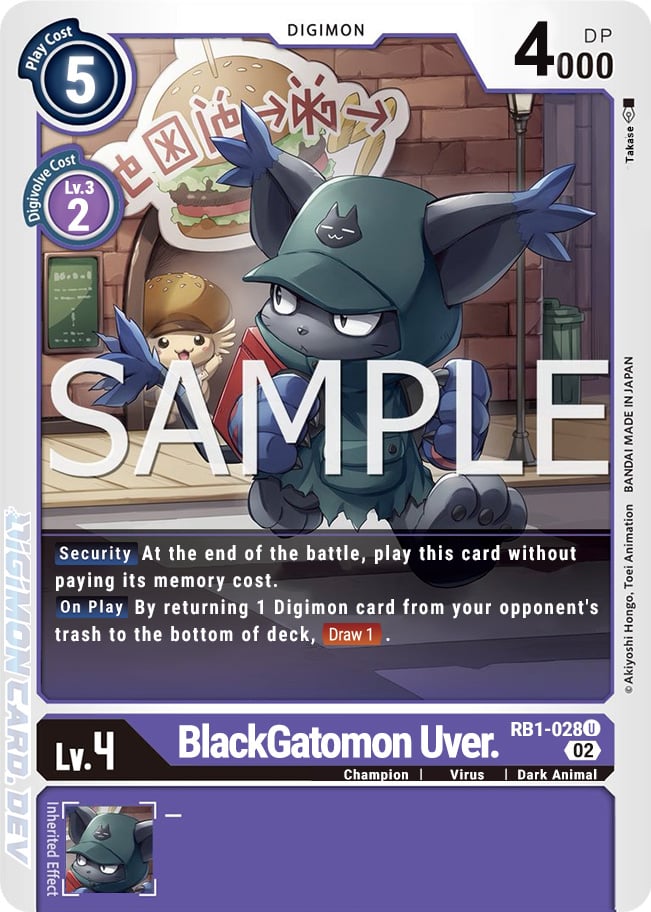 DIGIMON
Play Cost
5
4000
DP
Takase
Digivolve Cost
Lv.3
2
SAMPLE
BANDAI MADE IN JAPAN
© Akiyoshi Hongo, Toei Animation
Security At the end of the battle, play this card without
paying its memory cost.
On Play By returning 1 Digimon card from your opponent's
trash to the bottom of deck, Draw 1 .
DIGIMONCARD.DEV
Lv.4
BlackGatomon Uver.
RB1-028 U
02
Champion | Virus | Dark Animal
Inherited Effect
—